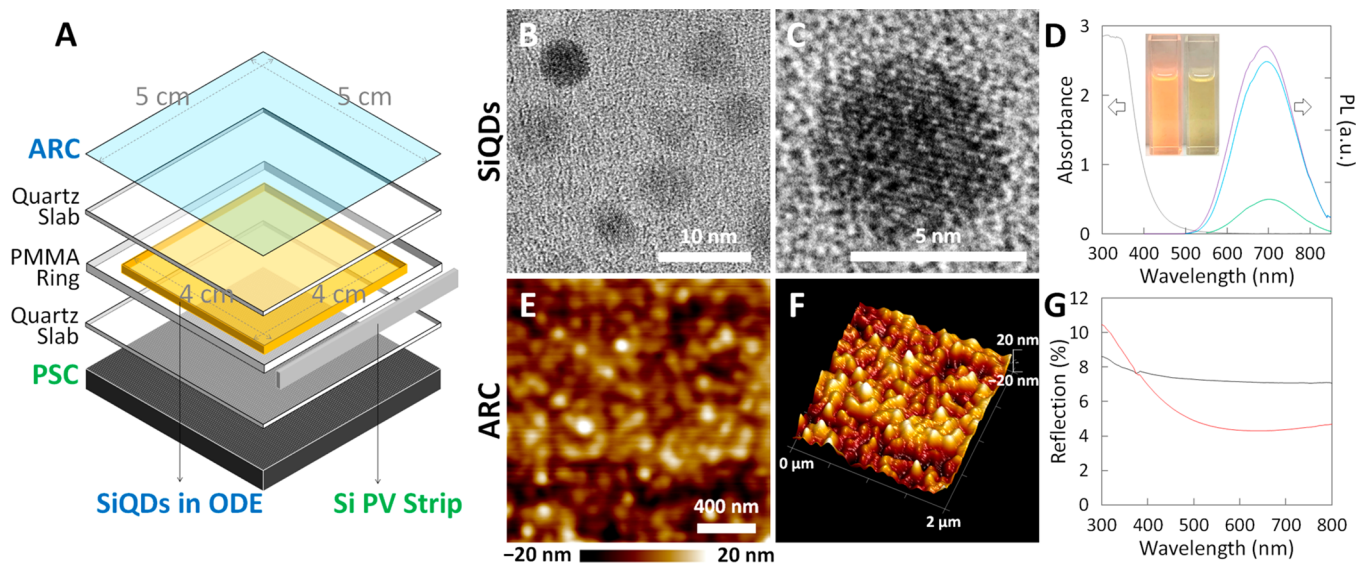 A
5 cm
5 cm
ARC
Quartz
Slab
PMMA
Ring
4 cm
4 cm
Quartz
Slab
PSC
SiQDs in ODE
Si PV Strip
SiQDs
B
10 nm
C
5 nm
D
3
2
1
0
Absorbance
PL (a.u.)
300 400 500 600 700 800
Wavelength (nm)
ARC
E
400 nm
−20 nm
20 nm
F
20 nm
−20 nm
0 µm
2 µm
G
12
10
8
6
4
2
0
Reflection (%)
300 400 500 600 700 800
Wavelength (nm)